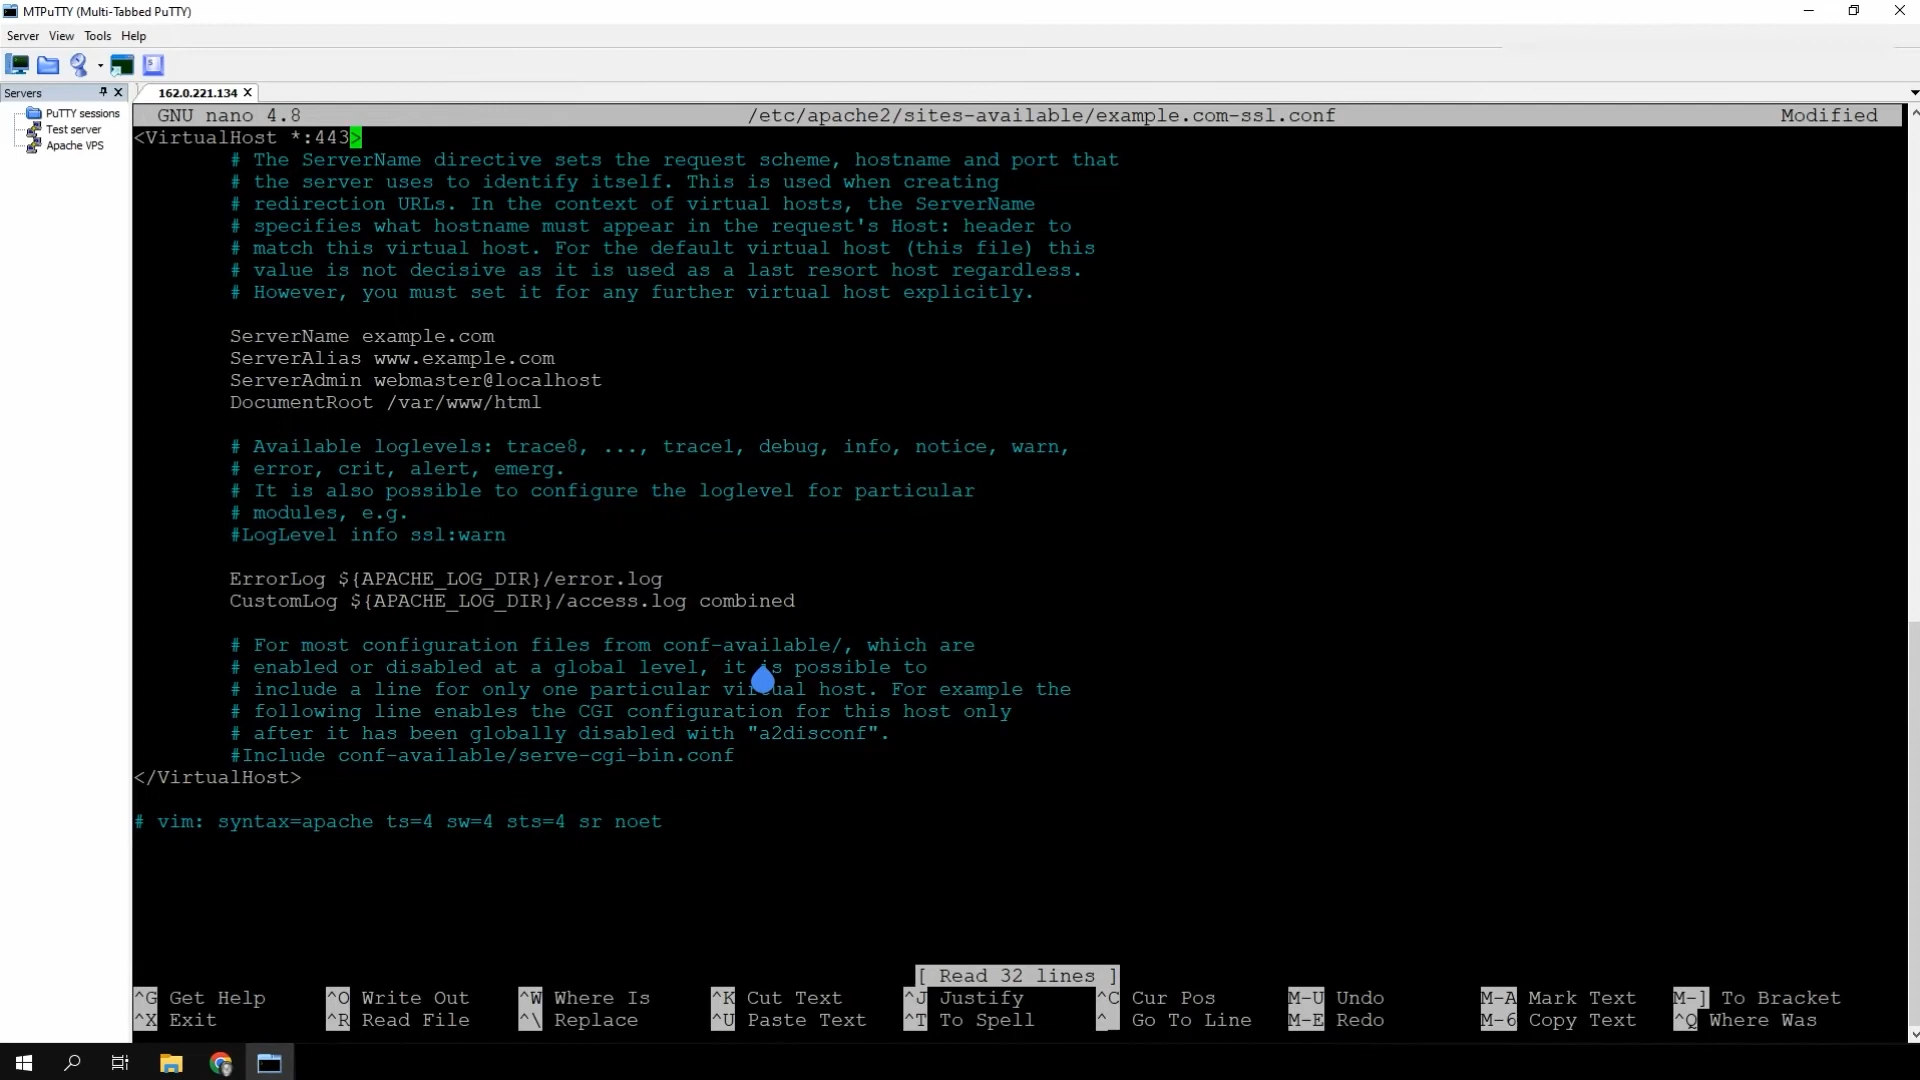 MTPuTTY (Multi-Tabbed PuTTY)
Server View Tools Help
Servers
PuTTY sessions
Test server
Apache VPS
162.0.221.134
GNU nano 4.8 /etc/apache2/sites-available/example.com-ssl.conf Modified
<VirtualHost *:443>
# The ServerName directive sets the request scheme, hostname and port that
# the server uses to identify itself. This is used when creating
# redirection URLs. In the context of virtual hosts, the ServerName
# specifies what hostname must appear in the request's Host: header to
# match this virtual host. For the default virtual host (this file) this
# value is not decisive as it is used as a last resort host regardless.
# However, you must set it for any further virtual host explicitly.
ServerName example.com
ServerAlias www.example.com
ServerAdmin webmaster@localhost
DocumentRoot /var/www/html
# Available loglevels: trace8, ..., trace1, debug, info, notice, warn,
# error, crit, alert, emerg.
# It is also possible to configure the loglevel for particular
# modules, e.g.
#LogLevel info ssl:warn
ErrorLog ${APACHE_LOG_DIR}/error.log
CustomLog ${APACHE_LOG_DIR}/access.log combined
# For most configuration files from conf-available/, which are
# enabled or disabled at a global level, it is possible to
# include a line for only one particular virtual host. For example the
# following line enables the CGI configuration for this host only
# after it has been globally disabled with "a2disconf".
#Include conf-available/serve-cgi-bin.conf
</VirtualHost>
# vim: syntax=apache ts=4 sw=4 sts=4 sr noet
[ Read 32 lines ]
^G Get Help ^O Write Out ^W Where Is ^K Cut Text ^J Justify ^C Cur Pos M-U Undo M-A Mark Text M-] To Bracket
^X Exit ^R Read File ^\ Replace ^U Paste Text ^T To Spell ^_ Go To Line M-E Redo M-6 Copy Text ^Q Where Was